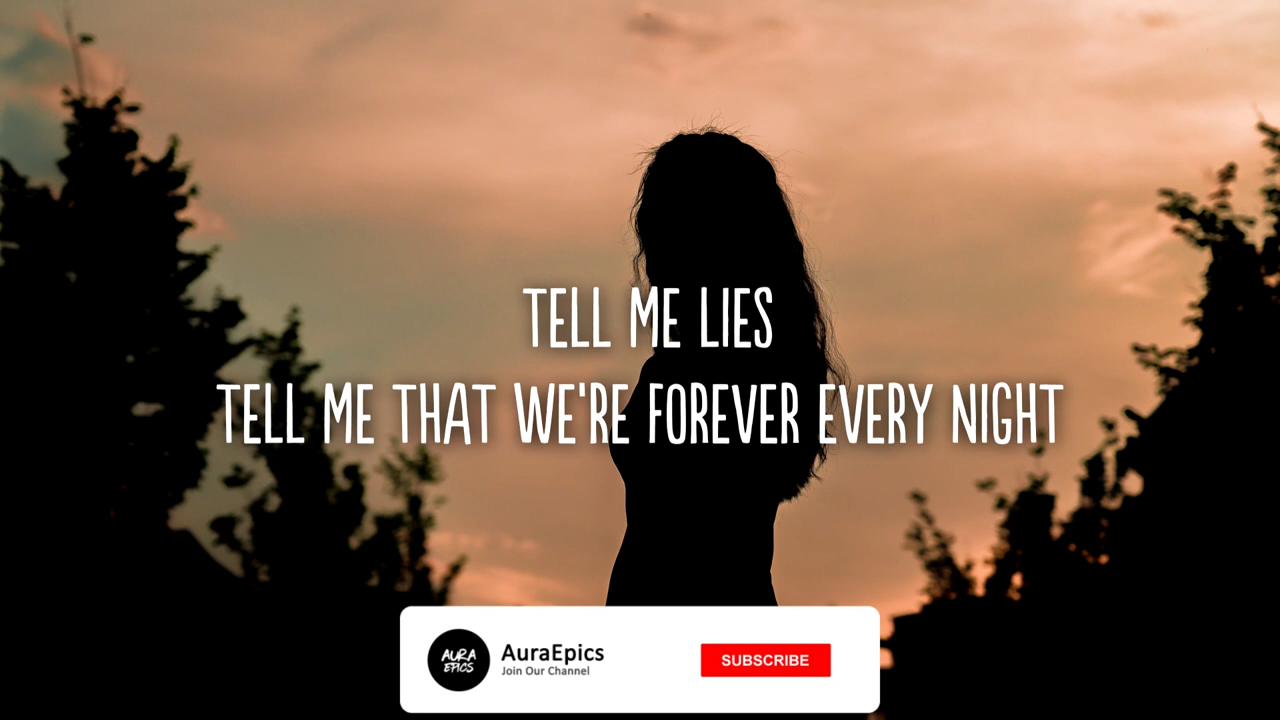 TELL ME LIES
TELL ME THAT WE'RE FOREVER EVERY NIGHT
AURA
EPICS
AuraEpics
Join Our Channel
SUBSCRIBE